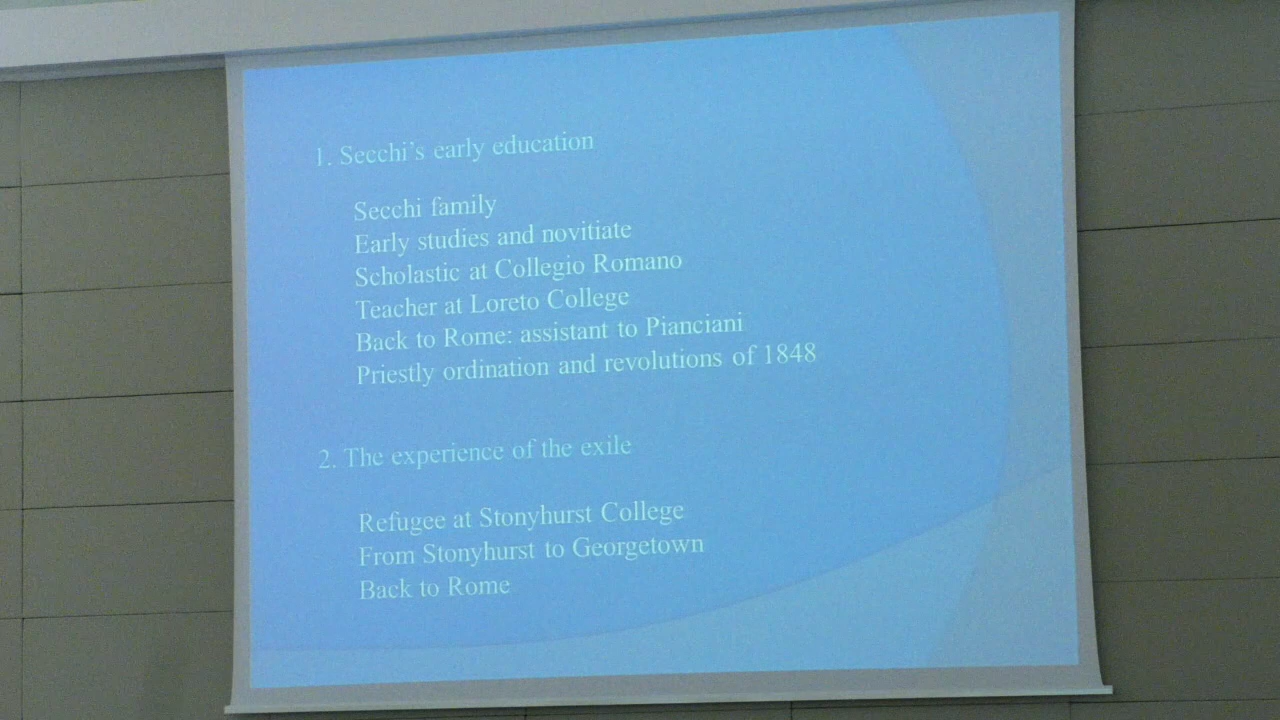 1. Secchi's early education
Secchi family
Early studies and novitiate
Scholastic at Collegio Romano
Teacher at Loreto College
Back to Rome: assistant to Pianciani
Priestly ordination and revolutions of 1848
2. The experience of the exile
Refugee at Stonyhurst College
From Stonyhurst to Georgetown
Back to Rome